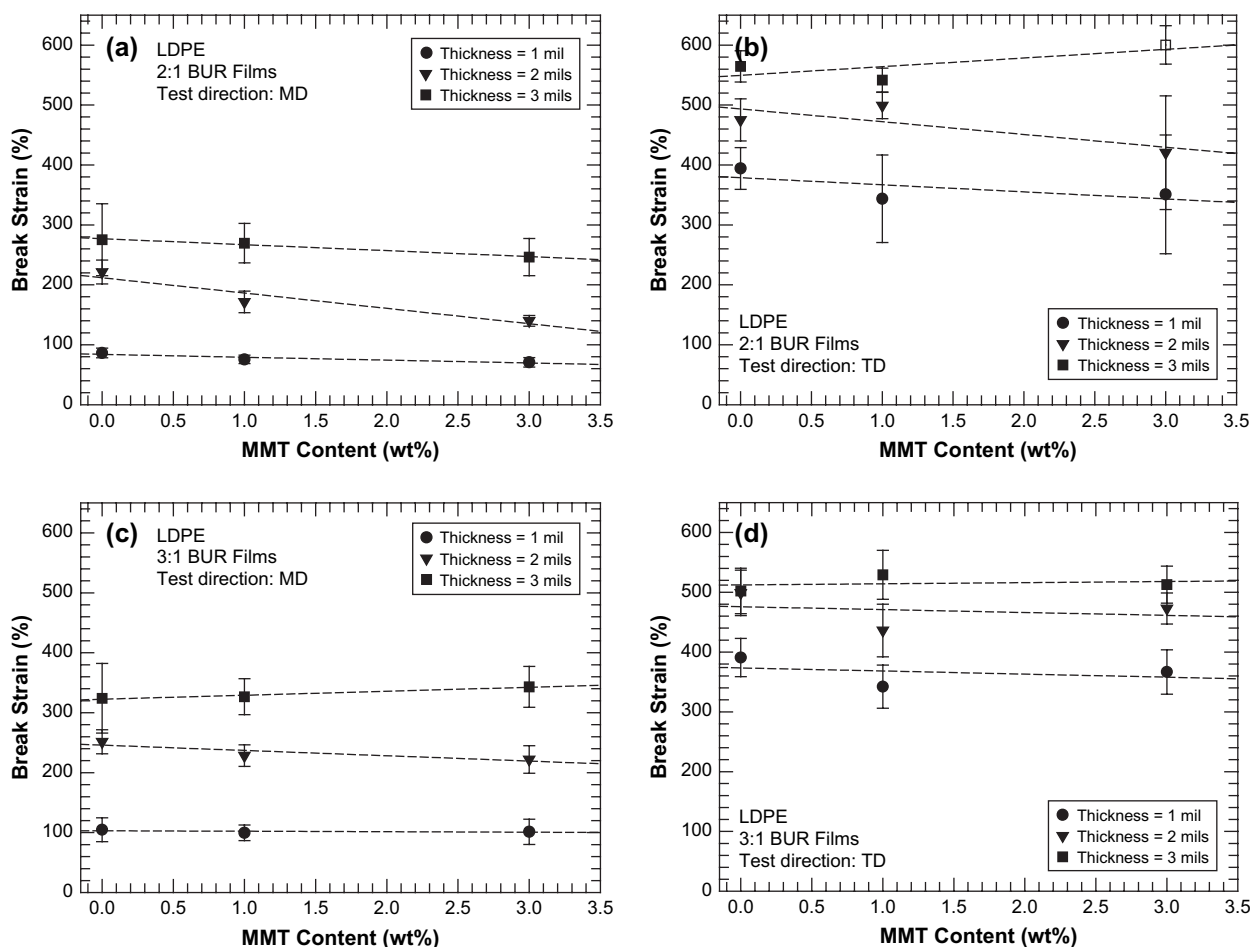 (a)
LDPE
2:1 BUR Films
Test direction: MD
Thickness = 1 mil
Thickness = 2 mils
Thickness = 3 mils
600
500
400
300
200
100
0
Break Strain (%)
0.0 0.5 1.0 1.5 2.0 2.5 3.0 3.5
MMT Content (wt%)
(b)
600
500
400
300
200
100
0
Break Strain (%)
LDPE
2:1 BUR Films
Test direction: TD
Thickness = 1 mil
Thickness = 2 mils
Thickness = 3 mils
0.0 0.5 1.0 1.5 2.0 2.5 3.0 3.5
MMT Content (wt%)
(c)
LDPE
3:1 BUR Films
Test direction: MD
Thickness = 1 mil
Thickness = 2 mils
Thickness = 3 mils
600
500
400
300
200
100
0
Break Strain (%)
0.0 0.5 1.0 1.5 2.0 2.5 3.0 3.5
MMT Content (wt%)
(d)
600
500
400
300
200
100
0
Break Strain (%)
LDPE
3:1 BUR Films
Test direction: TD
Thickness = 1 mil
Thickness = 2 mils
Thickness = 3 mils
0.0 0.5 1.0 1.5 2.0 2.5 3.0 3.5
MMT Content (wt%)